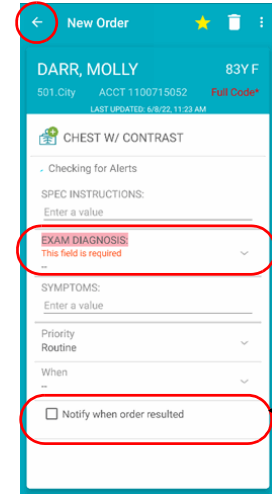 New Order
DARR, MOLLY 83Y F
501.City ACCT 1100715052 Full Code*
LAST UPDATED: 6/8/22, 11:23 AM
CHEST W/ CONTRAST
Checking for Alerts
SPEC INSTRUCTIONS:
Enter a value
EXAM DIAGNOSIS:
This field is required
--
SYMPTOMS:
Enter a value
Priority
Routine
When
--
Notify when order resulted